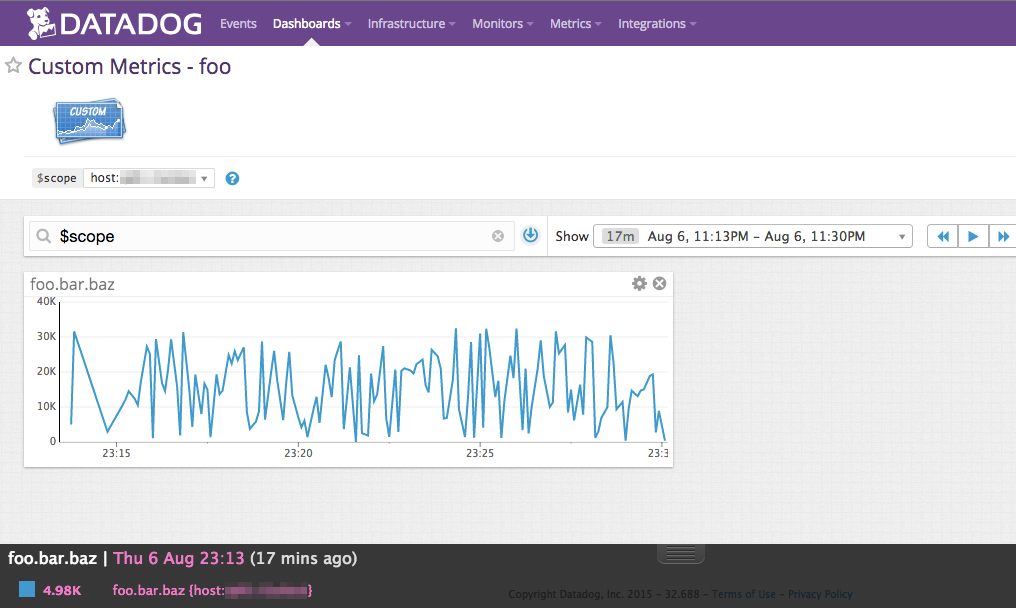 DATADOG Events Dashboards Infrastructure Monitors Metrics Integrations
Custom Metrics - foo
CUSTOM
$scope host: ?
$scope Show 17m Aug 6, 11:13PM – Aug 6, 11:30PM
foo.bar.baz
40K
30K
20K
10K
0
23:15 23:20 23:25 23:3
foo.bar.baz | Thu 6 Aug 23:13 (17 mins ago)
4.98K foo.bar.baz {host: }
Copyright Datadog, Inc. 2015 – 32.688 – Terms of Use – Privacy Policy